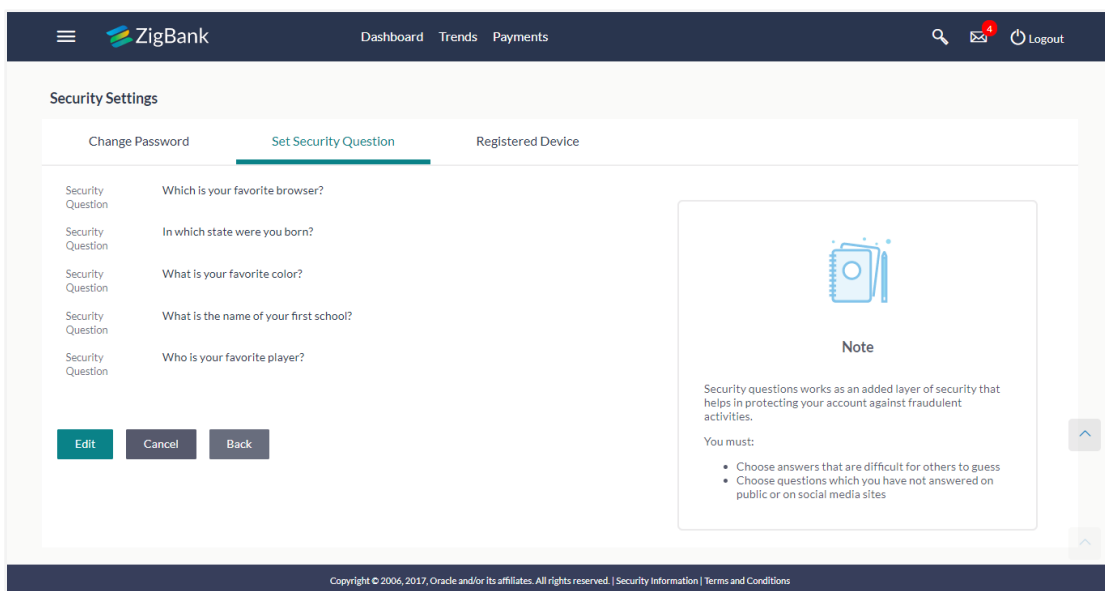 ZigBank
Dashboard Trends Payments
4
Logout
Security Settings
Change Password Set Security Question Registered Device
Security Question Which is your favorite browser?
Security Question In which state were you born?
Security Question What is your favorite color?
Security Question What is the name of your first school?
Security Question Who is your favorite player?
Edit Cancel Back
Note
Security questions works as an added layer of security that
helps in protecting your account against fraudulent
activities.
You must:
• Choose answers that are difficult for others to guess
• Choose questions which you have not answered on
public or on social media sites
Copyright © 2006, 2017, Oracle and/or its affiliates. All rights reserved. | Security Information | Terms and Conditions